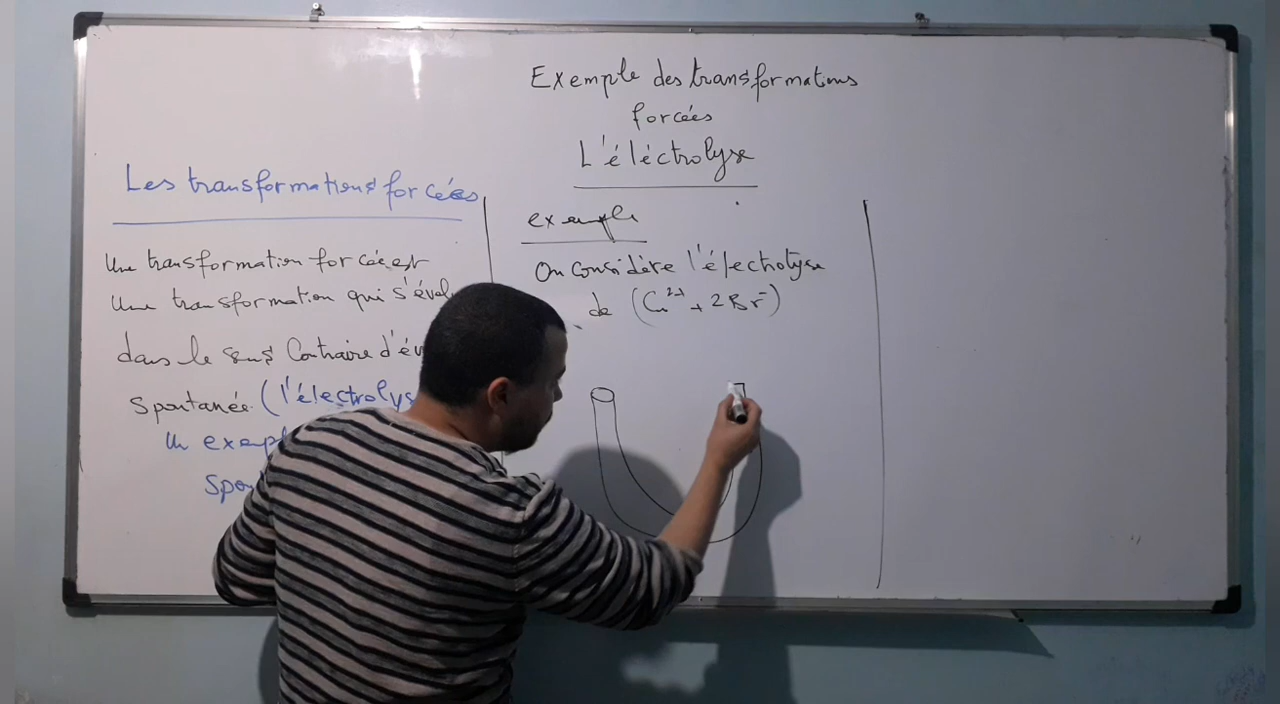 Exemple des transformations
forcées
L'éléctrolyse
Les transformations forcées
Une transformation forcée est
Une transformation qui s'évol
dans le sens Contraire d'év
spontanée (l'électrolys
un exemp
spon
exemple
On considère l'électrolyse
de (Cu²⁺ + 2Br⁻)